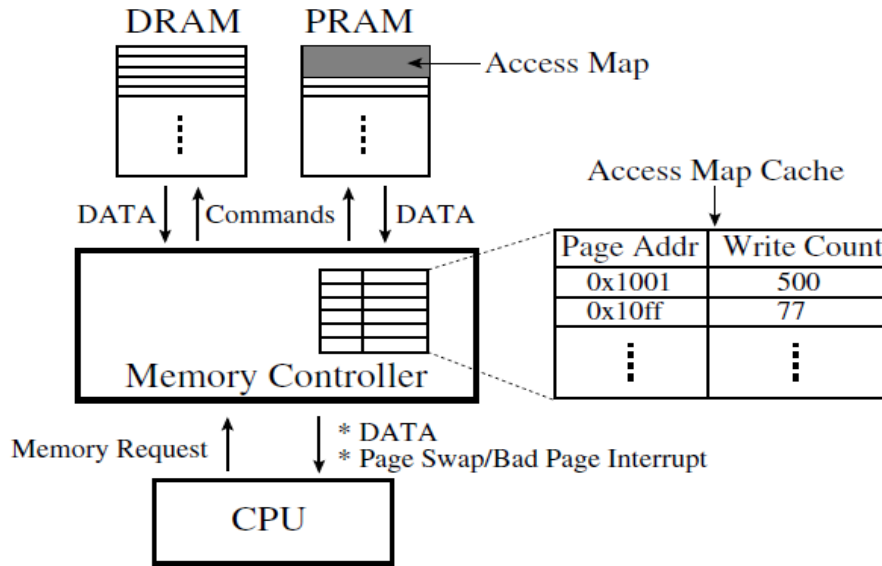 DRAM PRAM
Access Map
Access Map Cache
DATA Commands DATA
Page Addr Write Count
0x1001 500
0x10ff 77
Memory Controller
Memory Request
* DATA
* Page Swap/Bad Page Interrupt
CPU